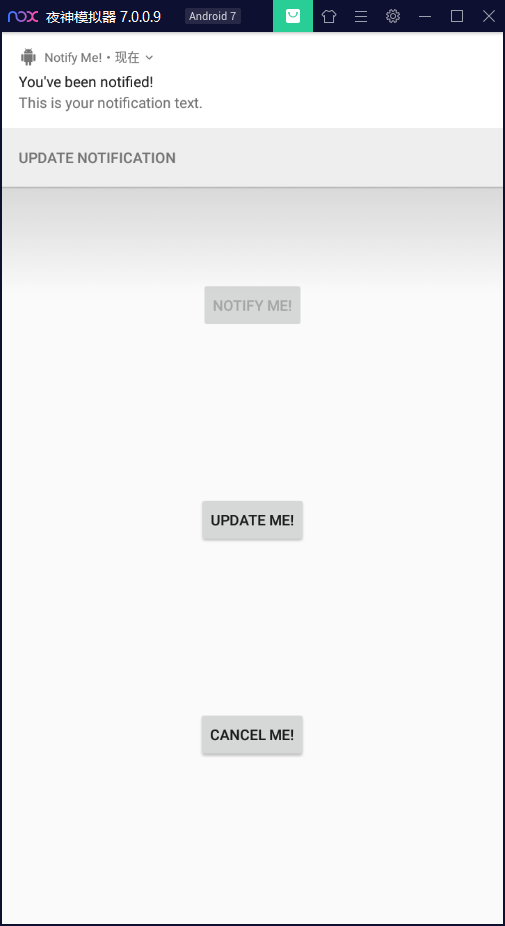 nox 夜神模拟器 7.0.0.9 Android 7
Notify Me! • 现在
You've been notified!
This is your notification text.
UPDATE NOTIFICATION
NOTIFY ME!
UPDATE ME!
CANCEL ME!